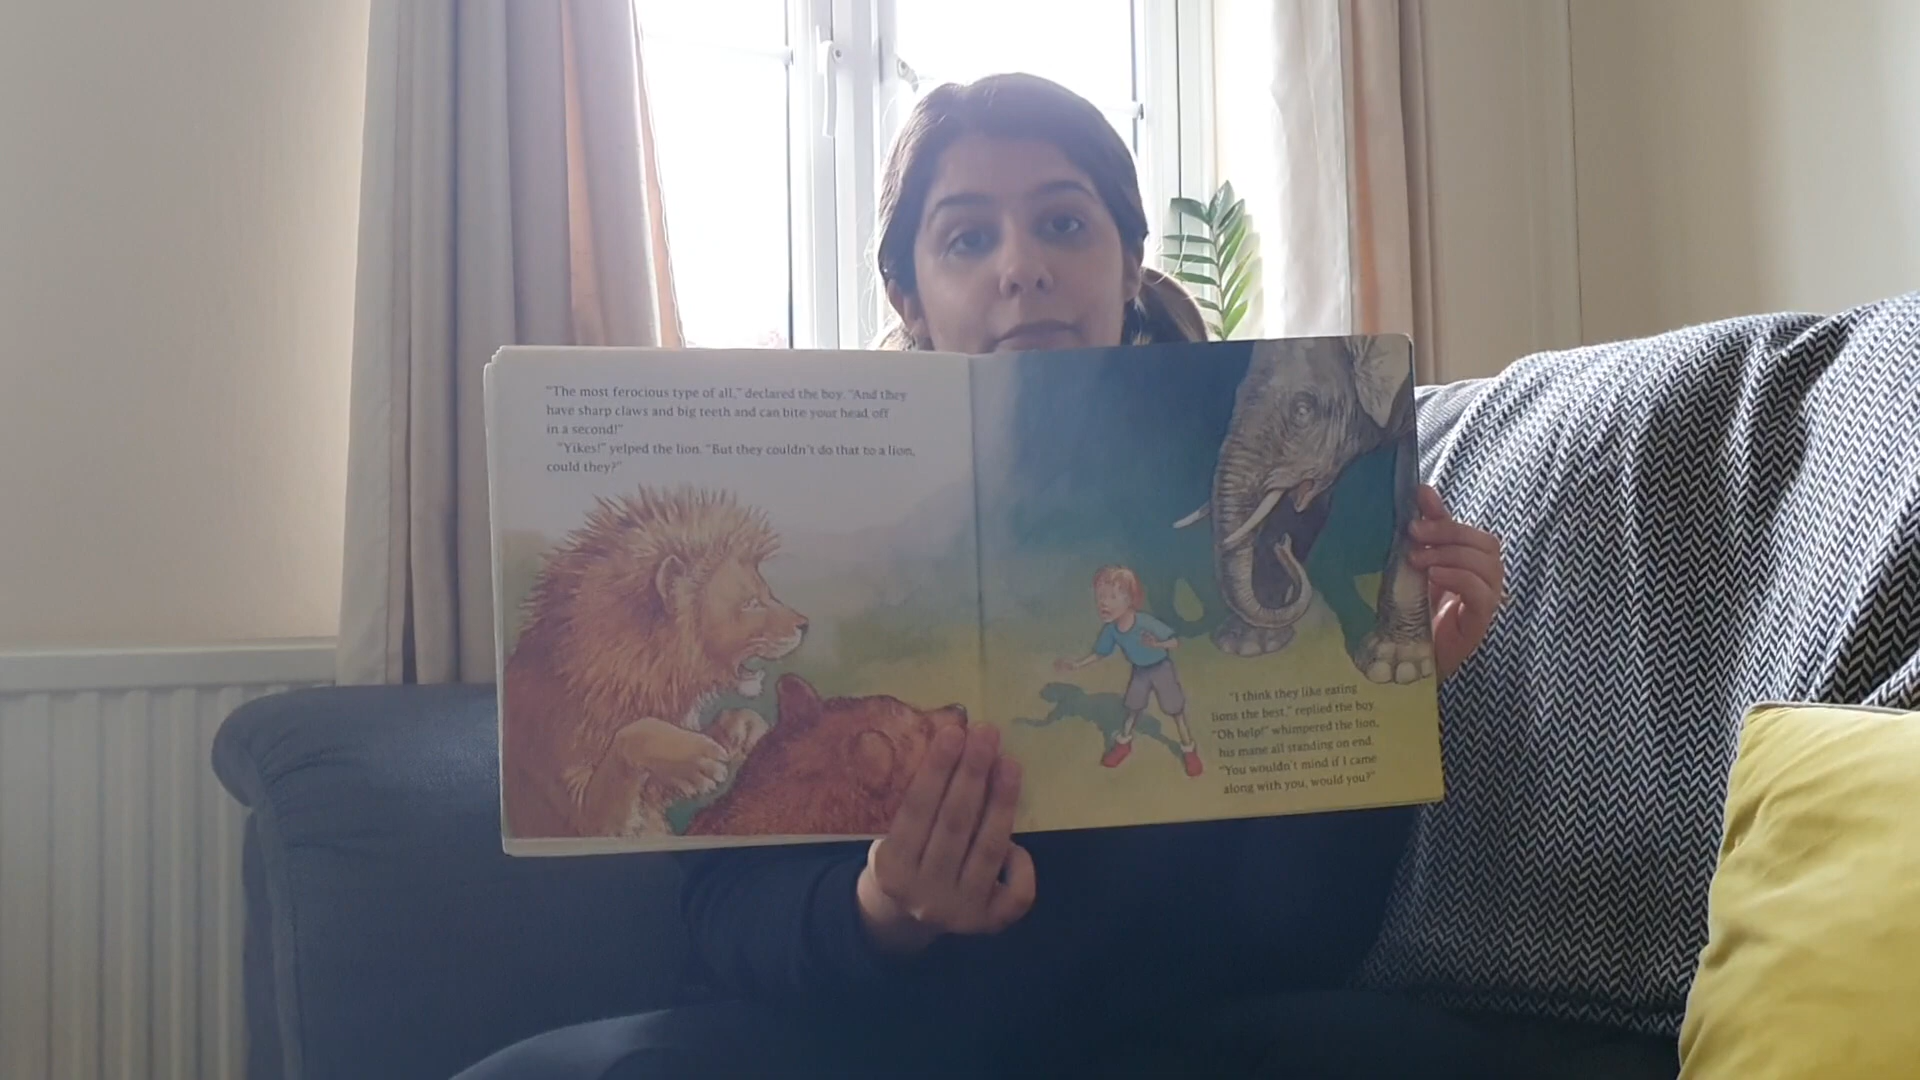 "The most ferocious type of all," declared the boy. "And they
have sharp claws and big teeth and can bite your head off
in a second!"
"Yikes!" yelped the lion. "But they couldn't do that to a lion,
could they?"
"I think they like eating
lions the best," replied the boy.
"Oh help!" whimpered the lion,
his mane all standing on end.
"You wouldn't mind if I came
along with you, would you?"